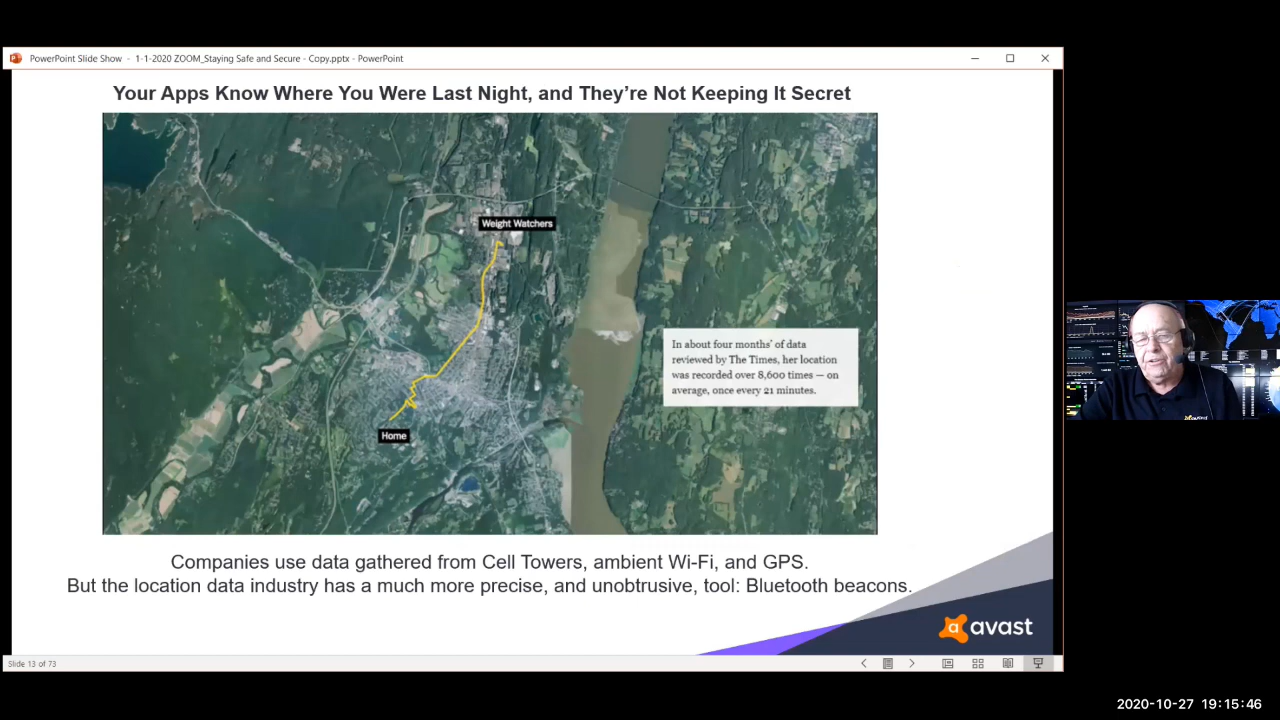 PowerPoint Slide Show - 1-1-2020 ZOOM_Staying Safe and Secure - Copy.pptx - PowerPoint
Your Apps Know Where You Were Last Night, and They're Not Keeping It Secret
Weight Watchers
In about four months' of data
reviewed by The Times, her location
was recorded over 8,600 times — on
average, once every 21 minutes.
Home
Companies use data gathered from Cell Towers, ambient Wi-Fi, and GPS.
But the location data industry has a much more precise, and unobtrusive, tool: Bluetooth beacons.
avast
Slide 13 of 73
2020-10-27 19:15:46